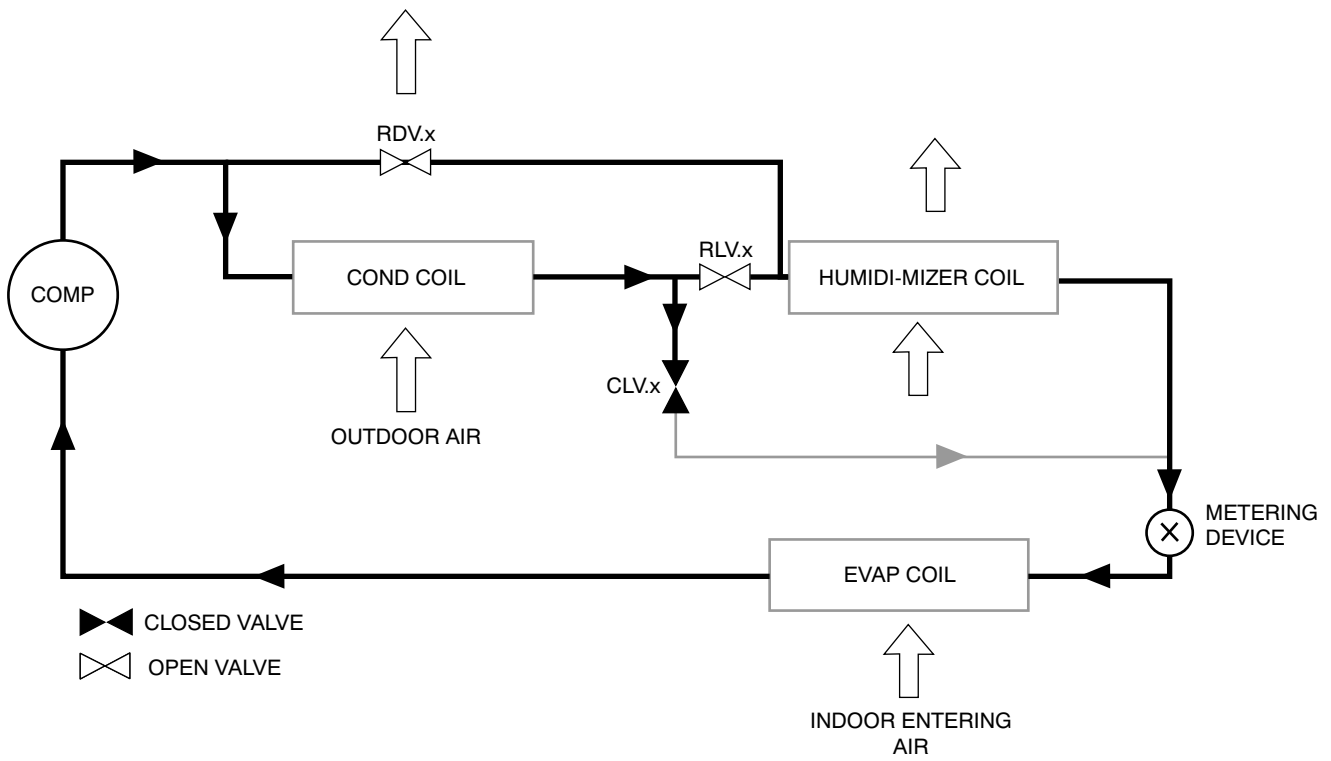 RDV.x
RLV.x
COMP
COND COIL
HUMIDI-MIZER COIL
CLV.x
OUTDOOR AIR
METERING
DEVICE
EVAP COIL
CLOSED VALVE
OPEN VALVE
INDOOR ENTERING
AIR